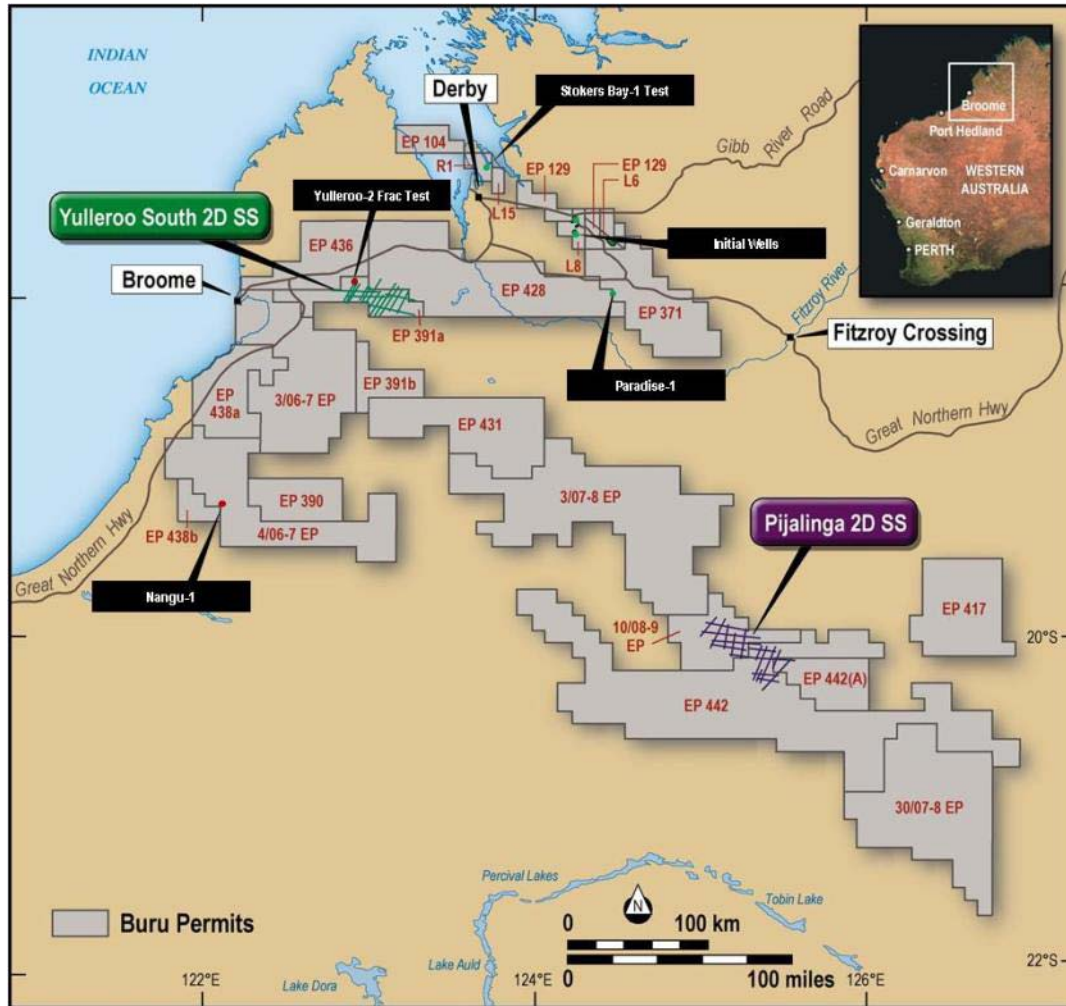 INDIAN
OCEAN
Derby
Stokers Bay-1 Test
Broome
Port Hedland
Carnarvon
WESTERN
AUSTRALIA
Geraldton
PERTH
Gibb River Road
EP 104
R1
EP 129
EP 129
L6
L15
Yulleroo-2 Frac Test
Yulleroo South 2D SS
Initial Wells
L8
EP 436
Broome
EP 428
EP 371
EP 391a
Fitzroy River
Fitzroy Crossing
Paradise-1
EP 391b
EP
438a
3/06-7 EP
EP 431
Great Northern Hwy
3/07-8 EP
EP 390
EP 438b
4/06-7 EP
Pijalinga 2D SS
Great Northern Hwy
Nangu-1
EP 417
10/08-9
EP
20°S
EP 442(A)
EP 442
30/07-8 EP
Percival Lakes
Tobin Lake
Buru Permits
N
0 100 km
0 100 miles
Lake Auld
Lake Dora
22°S
122°E
124°E
126°E